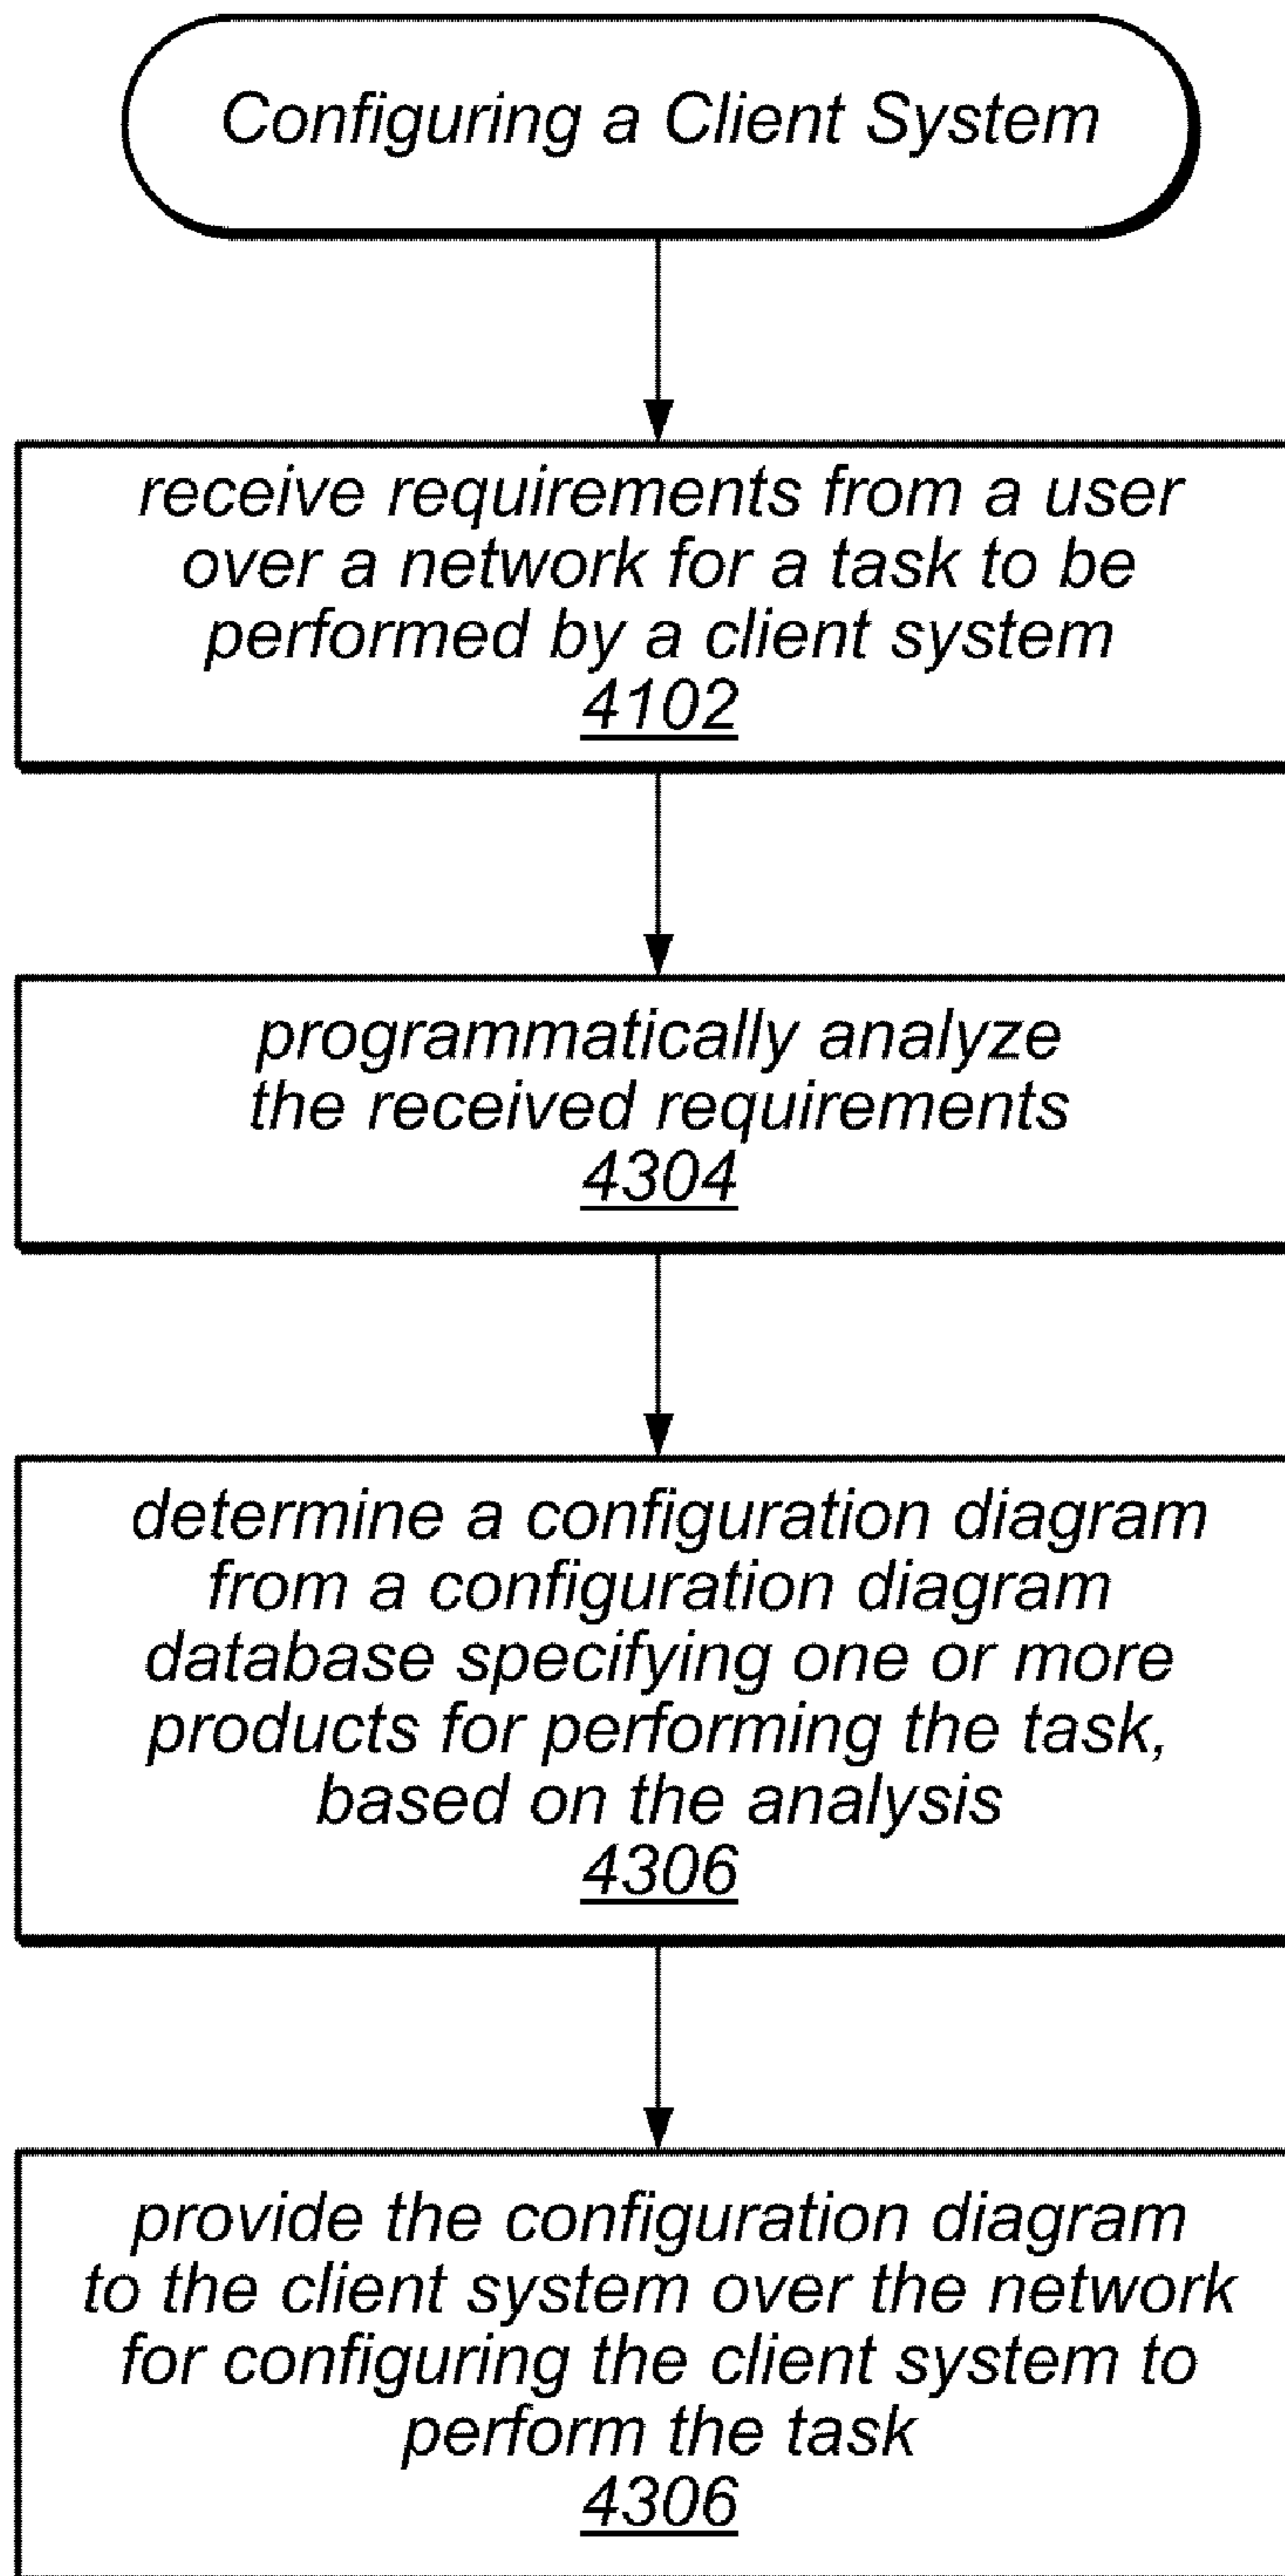 Configuring a Client System
receive requirements from a user
over a network for a task to be
performed by a client system
4102
programmatically analyze
the received requirements
4304
determine a configuration diagram
from a configuration diagram
database specifying one or more
products for performing the task,
based on the analysis
4306
provide the configuration diagram
to the client system over the network
for configuring the client system to
perform the task
4306